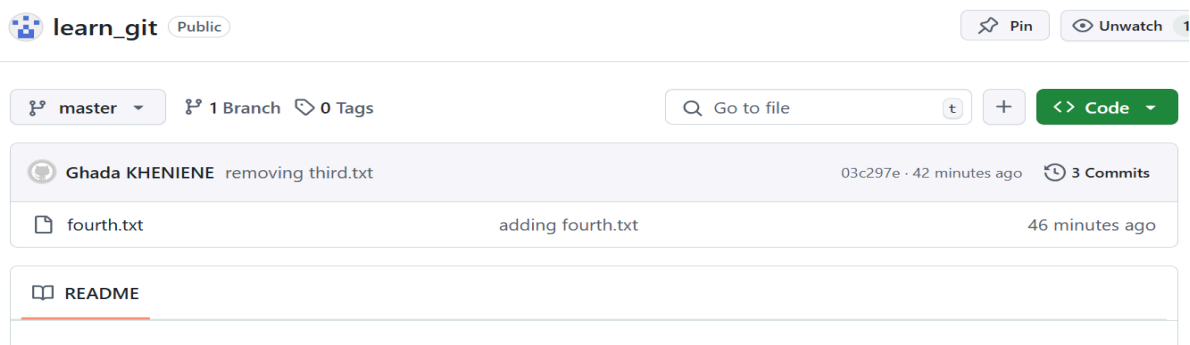 learn_git Public Pin Unwatch 1
master 1 Branch 0 Tags Go to file t + <> Code
Ghada KHENIENE removing third.txt 03c297e · 42 minutes ago 3 Commits
fourth.txt adding fourth.txt 46 minutes ago
README